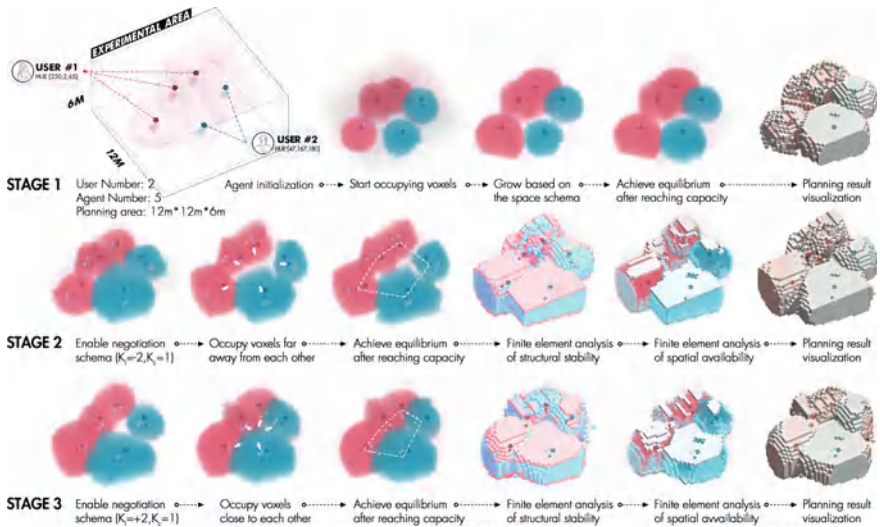 EXPERIMENTAL AREA
USER #1
HUE [230,2,65]
6M
12M
USER #2
HUE[47,167,180]
STAGE 1
User Number: 2
Agent Number: 5
Planning area: 12m*12m*6m
Agent initialization
Start occupying voxels
Grow based on
the space schema
Achieve equilibrium
after reaching capacity
Planning result
visualization
STAGE 2
Enable negotiation
schema (K₁=-2,K₂=1)
Occupy voxels far
away from each other
Achieve equilibrium
after reaching capacity
Finite element analysis
of structural stability
Finite element analysis
of spatial availability
Planning result
visualization
STAGE 3
Enable negotiation
schema (K₁=+2,K₂=1)
Occupy voxels
close to each other
Achieve equilibrium
after reaching capacity
Finite element analysis
of structural stability
Finite element analysis
of spatial avvailability
Planning result
visualization